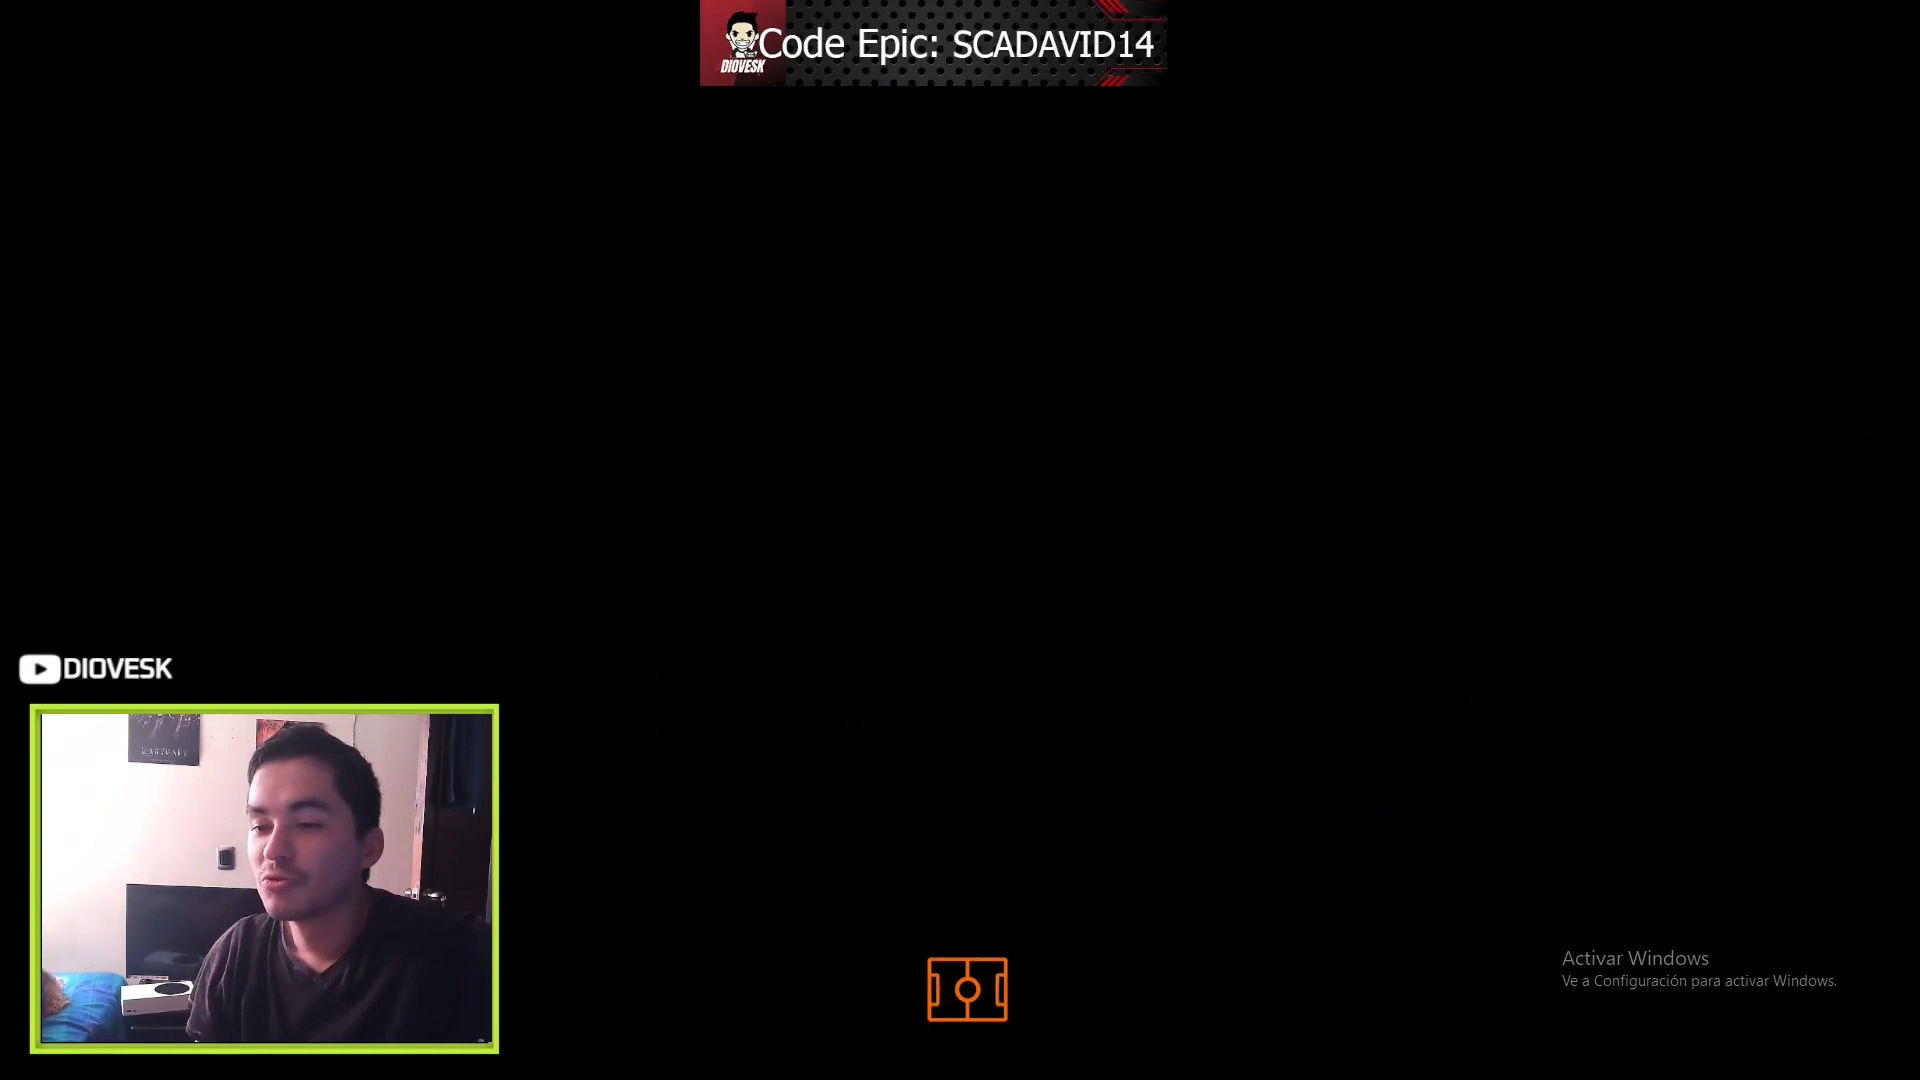 Code Epic: SCADAVID14
DIOVESK
DIOVESK
Activar Windows
Ve a Configuración para activar Windows.